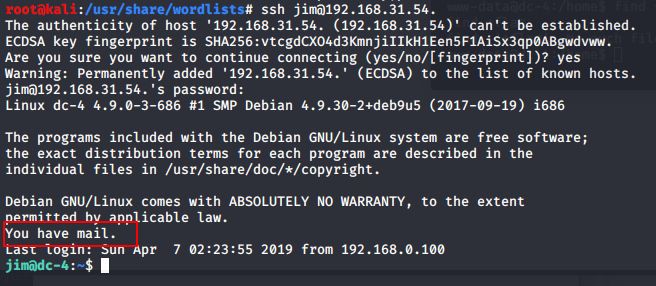 root@kali:/usr/share/wordlists# ssh jim@192.168.31.54.
The authenticity of host '192.168.31.54. (192.168.31.54)' can't be established.
ECDSA key fingerprint is SHA256:vtcgdCXO4d3KmnjiIIkH1Een5F1AiSx3qp0ABgwdvww.
Are you sure you want to continue connecting (yes/no/[fingerprint])? yes
Warning: Permanently added '192.168.31.54.' (ECDSA) to the list of known hosts.
jim@192.168.31.54.'s password:
Linux dc-4 4.9.0-3-686 #1 SMP Debian 4.9.30-2+deb9u5 (2017-09-19) i686
The programs included with the Debian GNU/Linux system are free software;
the exact distribution terms for each program are described in the
individual files in /usr/share/doc/*/copyright.
Debian GNU/Linux comes with ABSOLUTELY NO WARRANTY, to the extent
permitted by applicable law.
You have mail.
Last login: Sun Apr  7 02:23:55 2019 from 192.168.0.100
jim@dc-4:~$